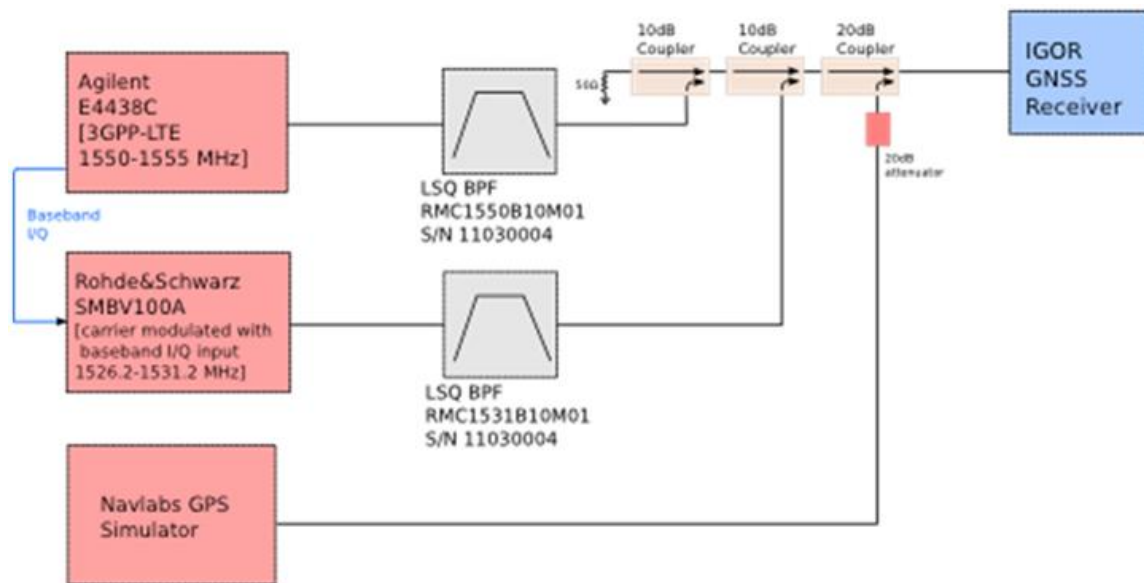 10dB
Coupler
10dB
Coupler
20dB
Coupler
IGOR
GNSS
Receiver
Agilent
E4438C
[3GPP-LTE
1550-1555 MHz]
50Ω
20dB
attenuator
LSQ BPF
RMC1550B10M01
S/N 11030004
Baseband
I/Q
Rohde&Schwarz
SMBV100A
[carrier modulated with
baseband I/Q input
1526.2-1531.2 MHz]
LSQ BPF
RMC1531B10M01
S/N 11030004
Navlabs GPS
Simulator